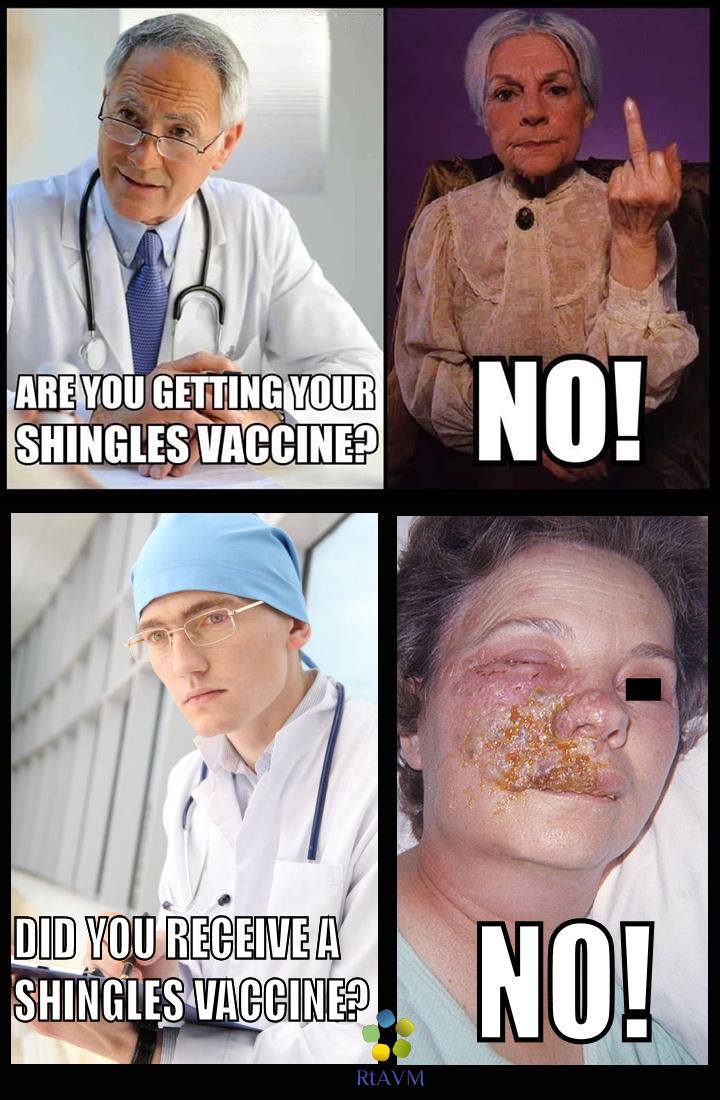 ARE YOU GETTING YOUR
SHINGLES VACCINE?
NO!
DID YOU RECEIVE A
SHINGLES VACCINE?
NO!
RtAVM